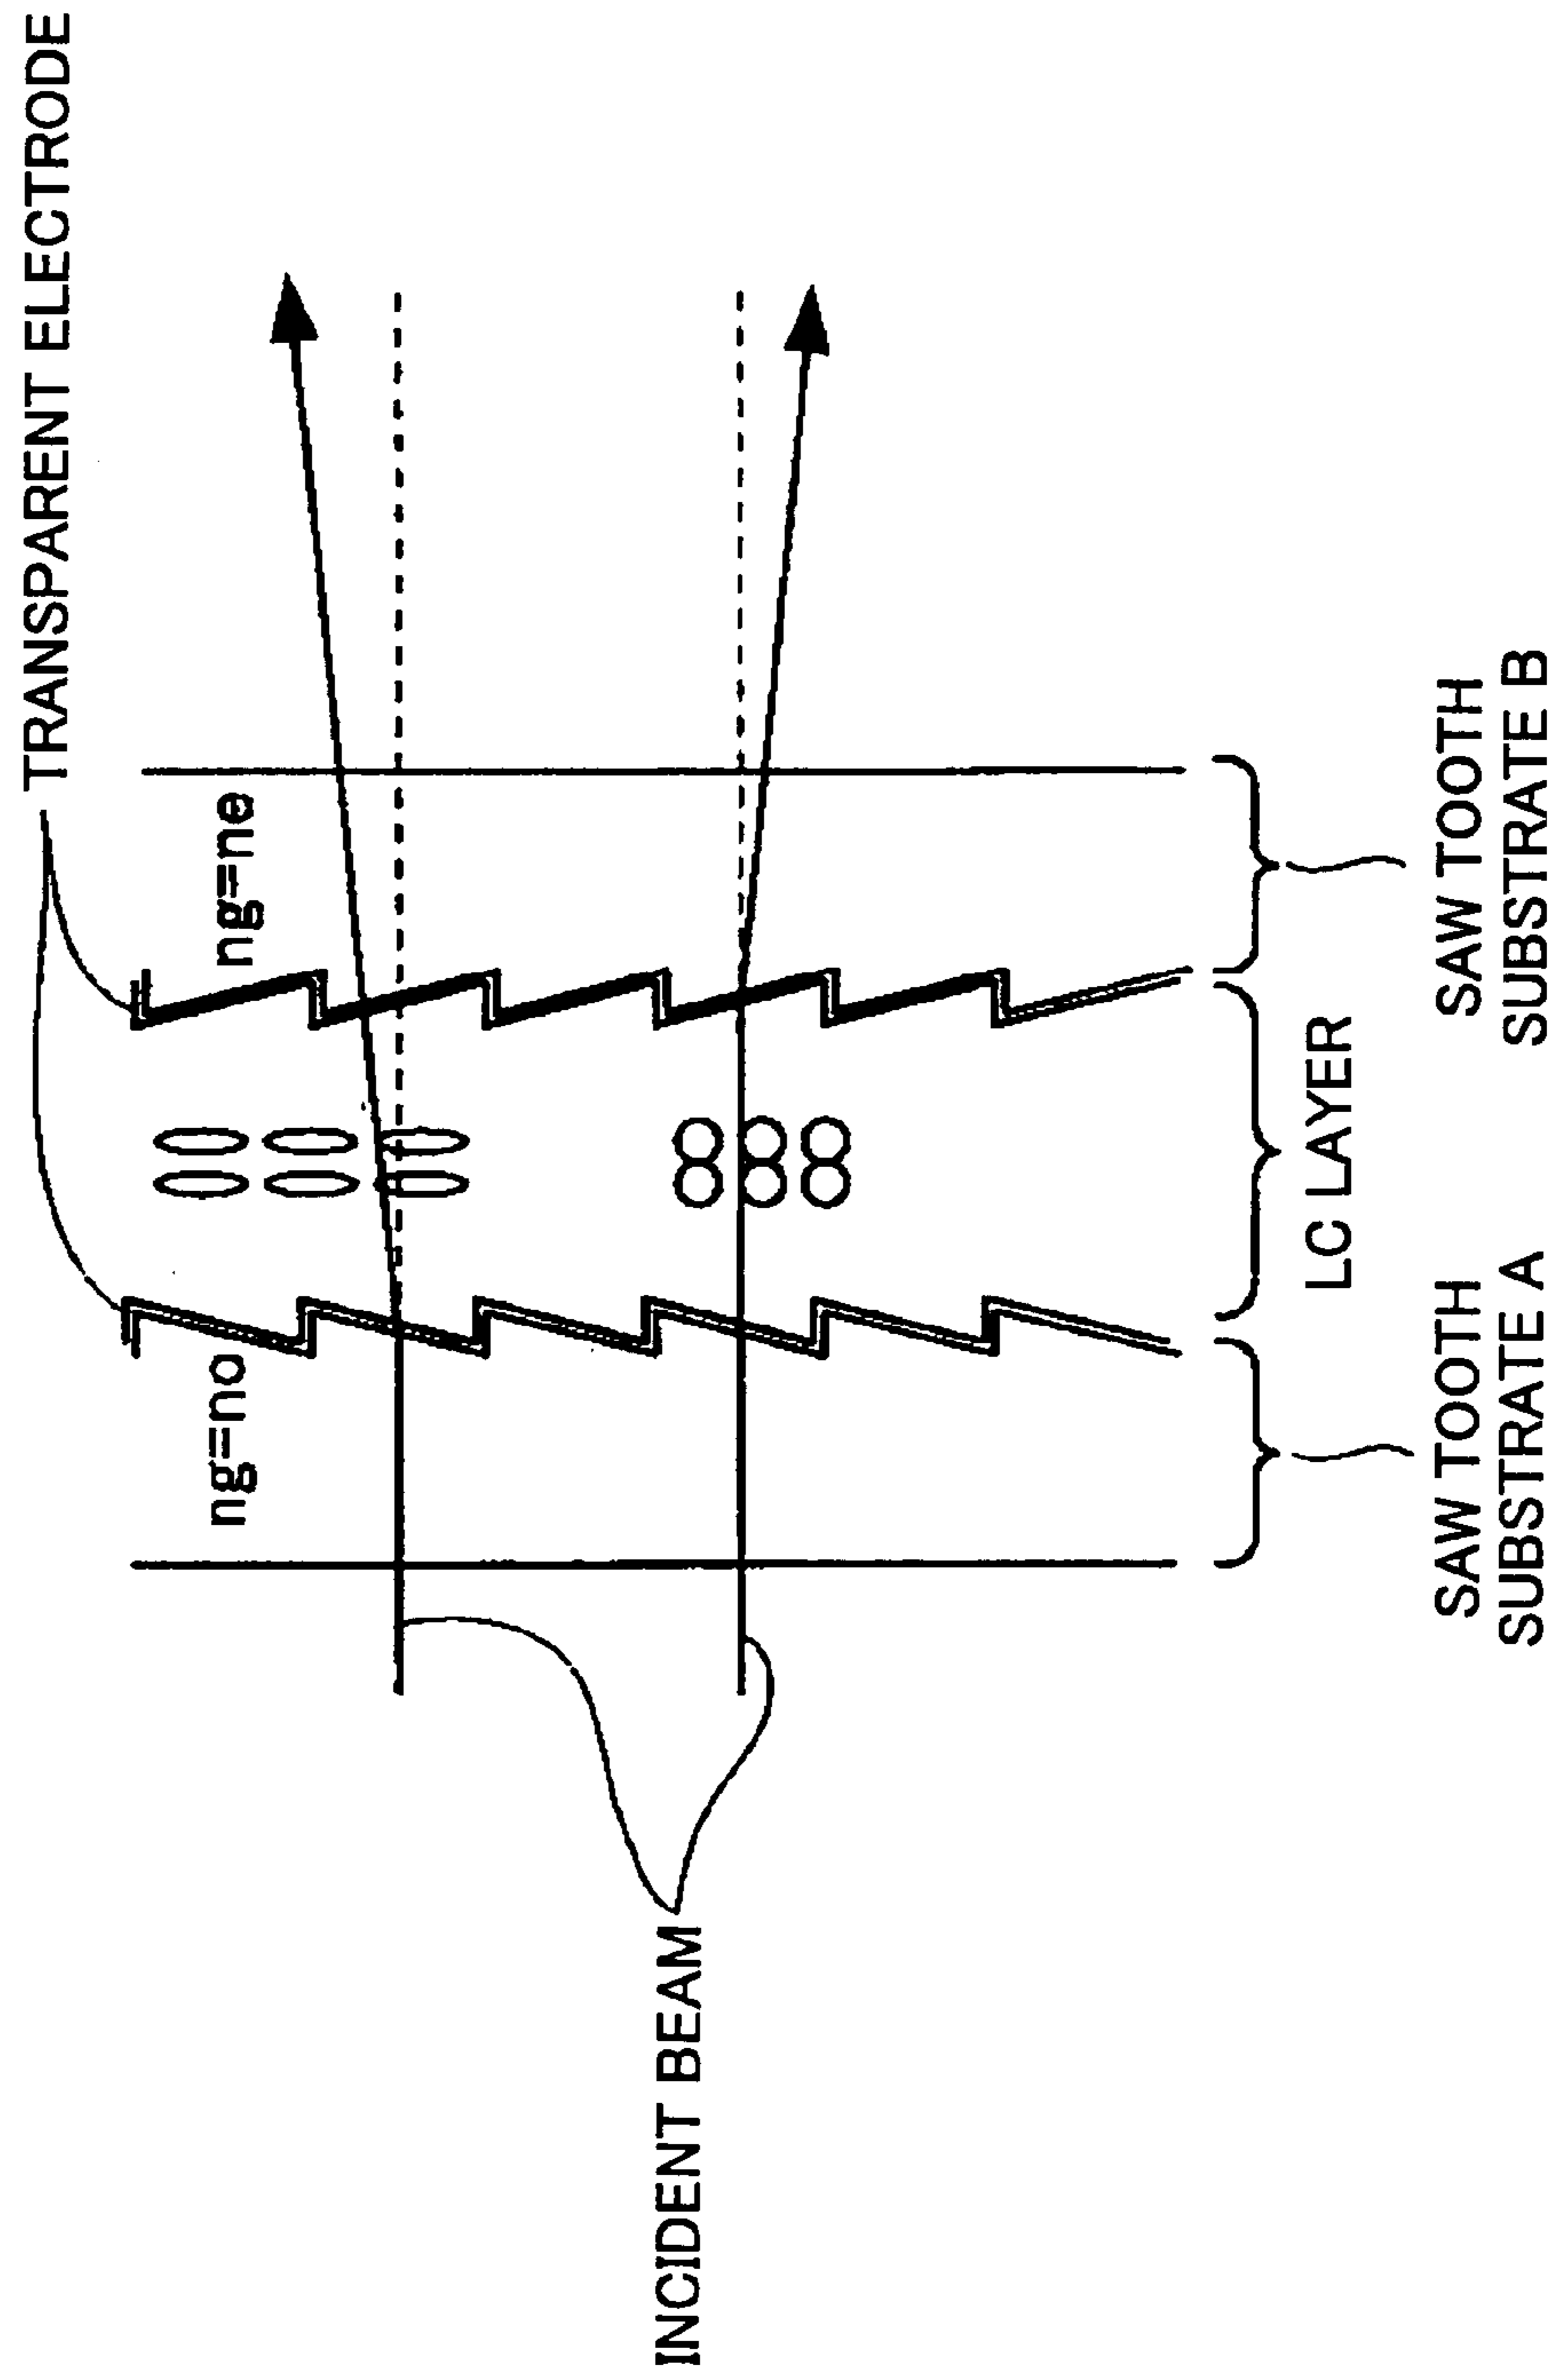 TRANSPARENT ELECTRODE
ng=no
ng=ne
INCIDENT BEAM
LC LAYER
SAW TOOTH
SUBSTRATE A
SAW TOOTH
SUBSTRATE B